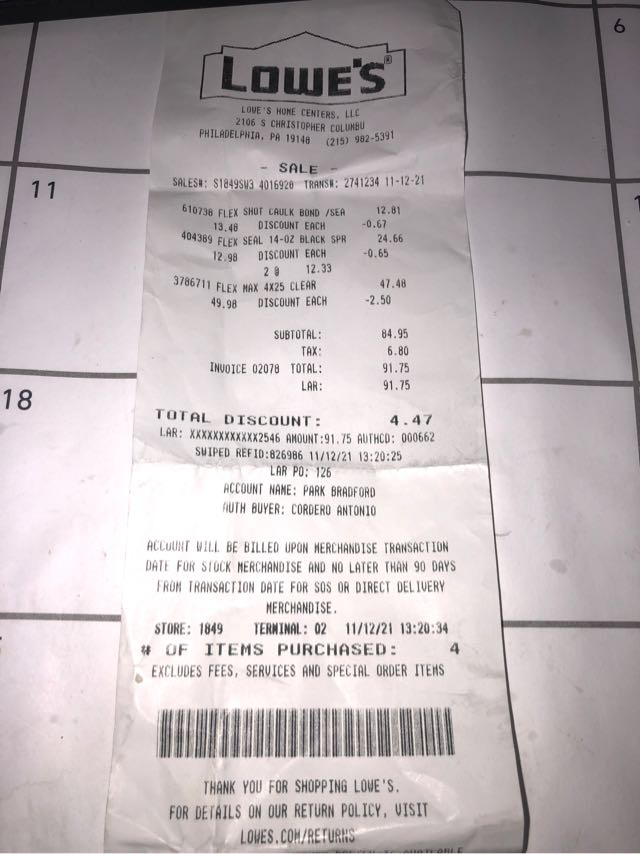 6
LOWE'S®
LOWE'S HOME CENTERS, LLC
2106 S CHRISTOPHER COLUMBU
PHILADELPHIA, PA 19148 (215) 982-5391
- SALE -
SALES#: S1849SW3 4016920 TRANS#: 2741234 11-12-21
11
610738 FLEX SHOT CAULK BOND /SEA 12.81
13.48 DISCOUNT EACH -0.67
404389 FLEX SEAL 14-OZ BLACK SPR 24.66
12.98 DISCOUNT EACH -0.65
2 @ 12.33
3786711 FLEX MAX 4X25 CLEAR 47.48
49.98 DISCOUNT EACH -2.50
SUBTOTAL: 84.95
TAX: 6.80
INVOICE 02078 TOTAL: 91.75
LAR: 91.75
18
TOTAL DISCOUNT: 4.47
LAR: XXXXXXXXXXXX2546 AMOUNT:91.75 AUTHCD: 000662
SWIPED REFID:826986 11/12/21 13:20:25
LAR PO: 126
ACCOUNT NAME: PARK BRADFORD
AUTH BUYER: CORDERO ANTONIO
ACCOUNT WILL BE BILLED UPON MERCHANDISE TRANSACTION
DATE FOR STOCK MERCHANDISE AND NO LATER THAN 90 DAYS
FROM TRANSACTION DATE FOR SOS OR DIRECT DELIVERY
MERCHANDISE.
STORE: 1849 TERMINAL: 02 11/12/21 13:20:34
# OF ITEMS PURCHASED: 4
EXCLUDES FEES, SERVICES AND SPECIAL ORDER ITEMS
THANK YOU FOR SHOPPING LOWE'S.
FOR DETAILS ON OUR RETURN POLICY, VISIT
LOWES.COM/RETURNS